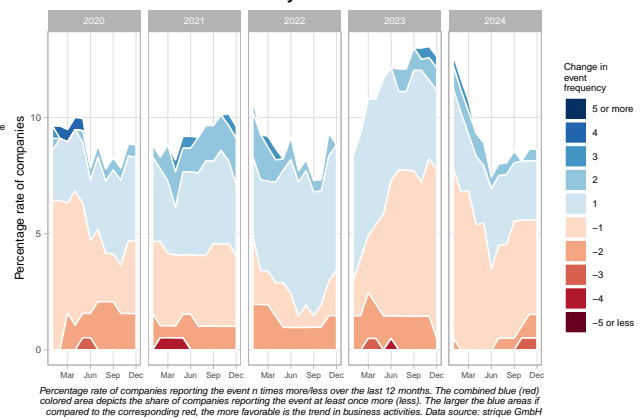 2020 2021 2022 2023 2024
Percentage rate of companies
10
5
0
Mar Jun Sep Dec Mar Jun Sep Dec Mar Jun Sep Dec Mar Jun Sep Dec Mar Jun Sep Dec
Change in
event
frequency
5 or more
4
3
2
1
−1
−2
−3
−4
−5 or less
Percentage rate of companies reporting the event n times more/less over the last 12 months. The combined blue (red)
colored area depicts the share of companies reporting the event at least once more (less). The larger the blue areas if
compared to the corresponding red, the more favorable is the trend in business activities. Data source: strique GmbH